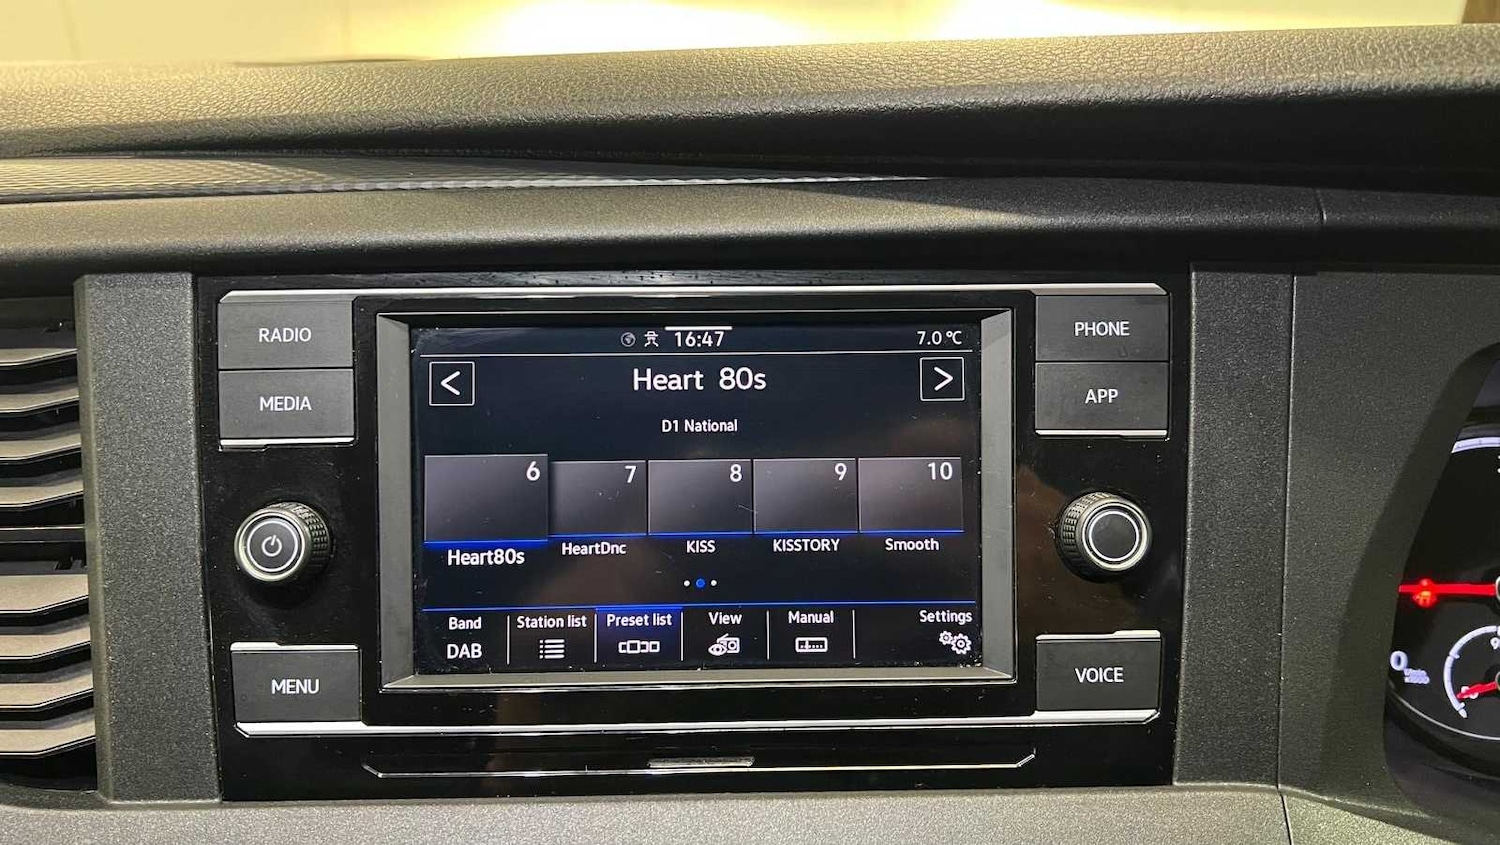 RADIO
MEDIA
MENU
PHONE
APP
VOICE
16:47
7.0 °C
<
Heart 80s
>
D1 National
6
7
8
9
10
Heart80s
HeartDnc
KISS
KISSTORY
Smooth
Band
DAB
Station list
Preset list
View
Manual
Settings
0